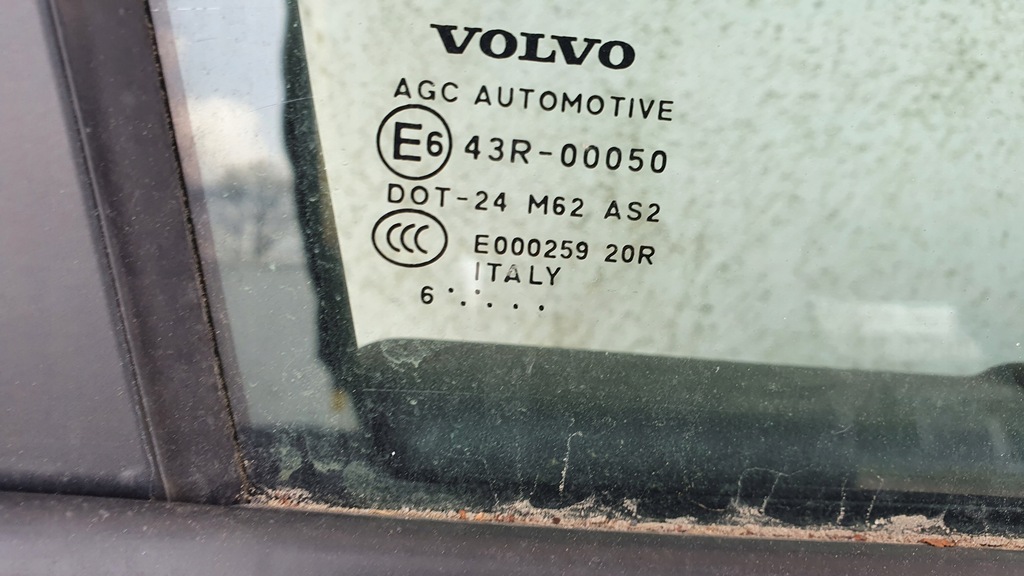 VOLVO
AGC AUTOMOTIVE
E6 43R-00050
DOT-24 M62 AS2
CCC E000259 20R
ITALY
6 ·.·....